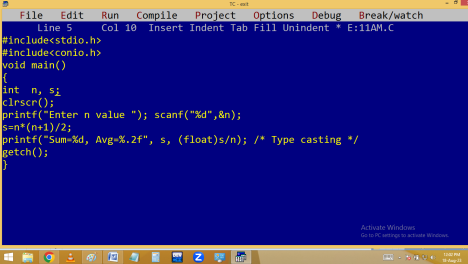 TC - exit
File Edit Run Compile Project Options Debug Break/watch
Line 5 Col 10 Insert Indent Tab Fill Unindent * E:11AM.C
#include<stdio.h>
#include<conio.h>
void main()
{
int n, s;
clrscr();
printf("Enter n value "); scanf("%d",&n);
s=n*(n+1)/2;
printf("Sum=%d, Avg=%.2f", s, (float)s/n); /* Type casting */
getch();
}
Activate Windows
Go to PC settings to activate Windows.